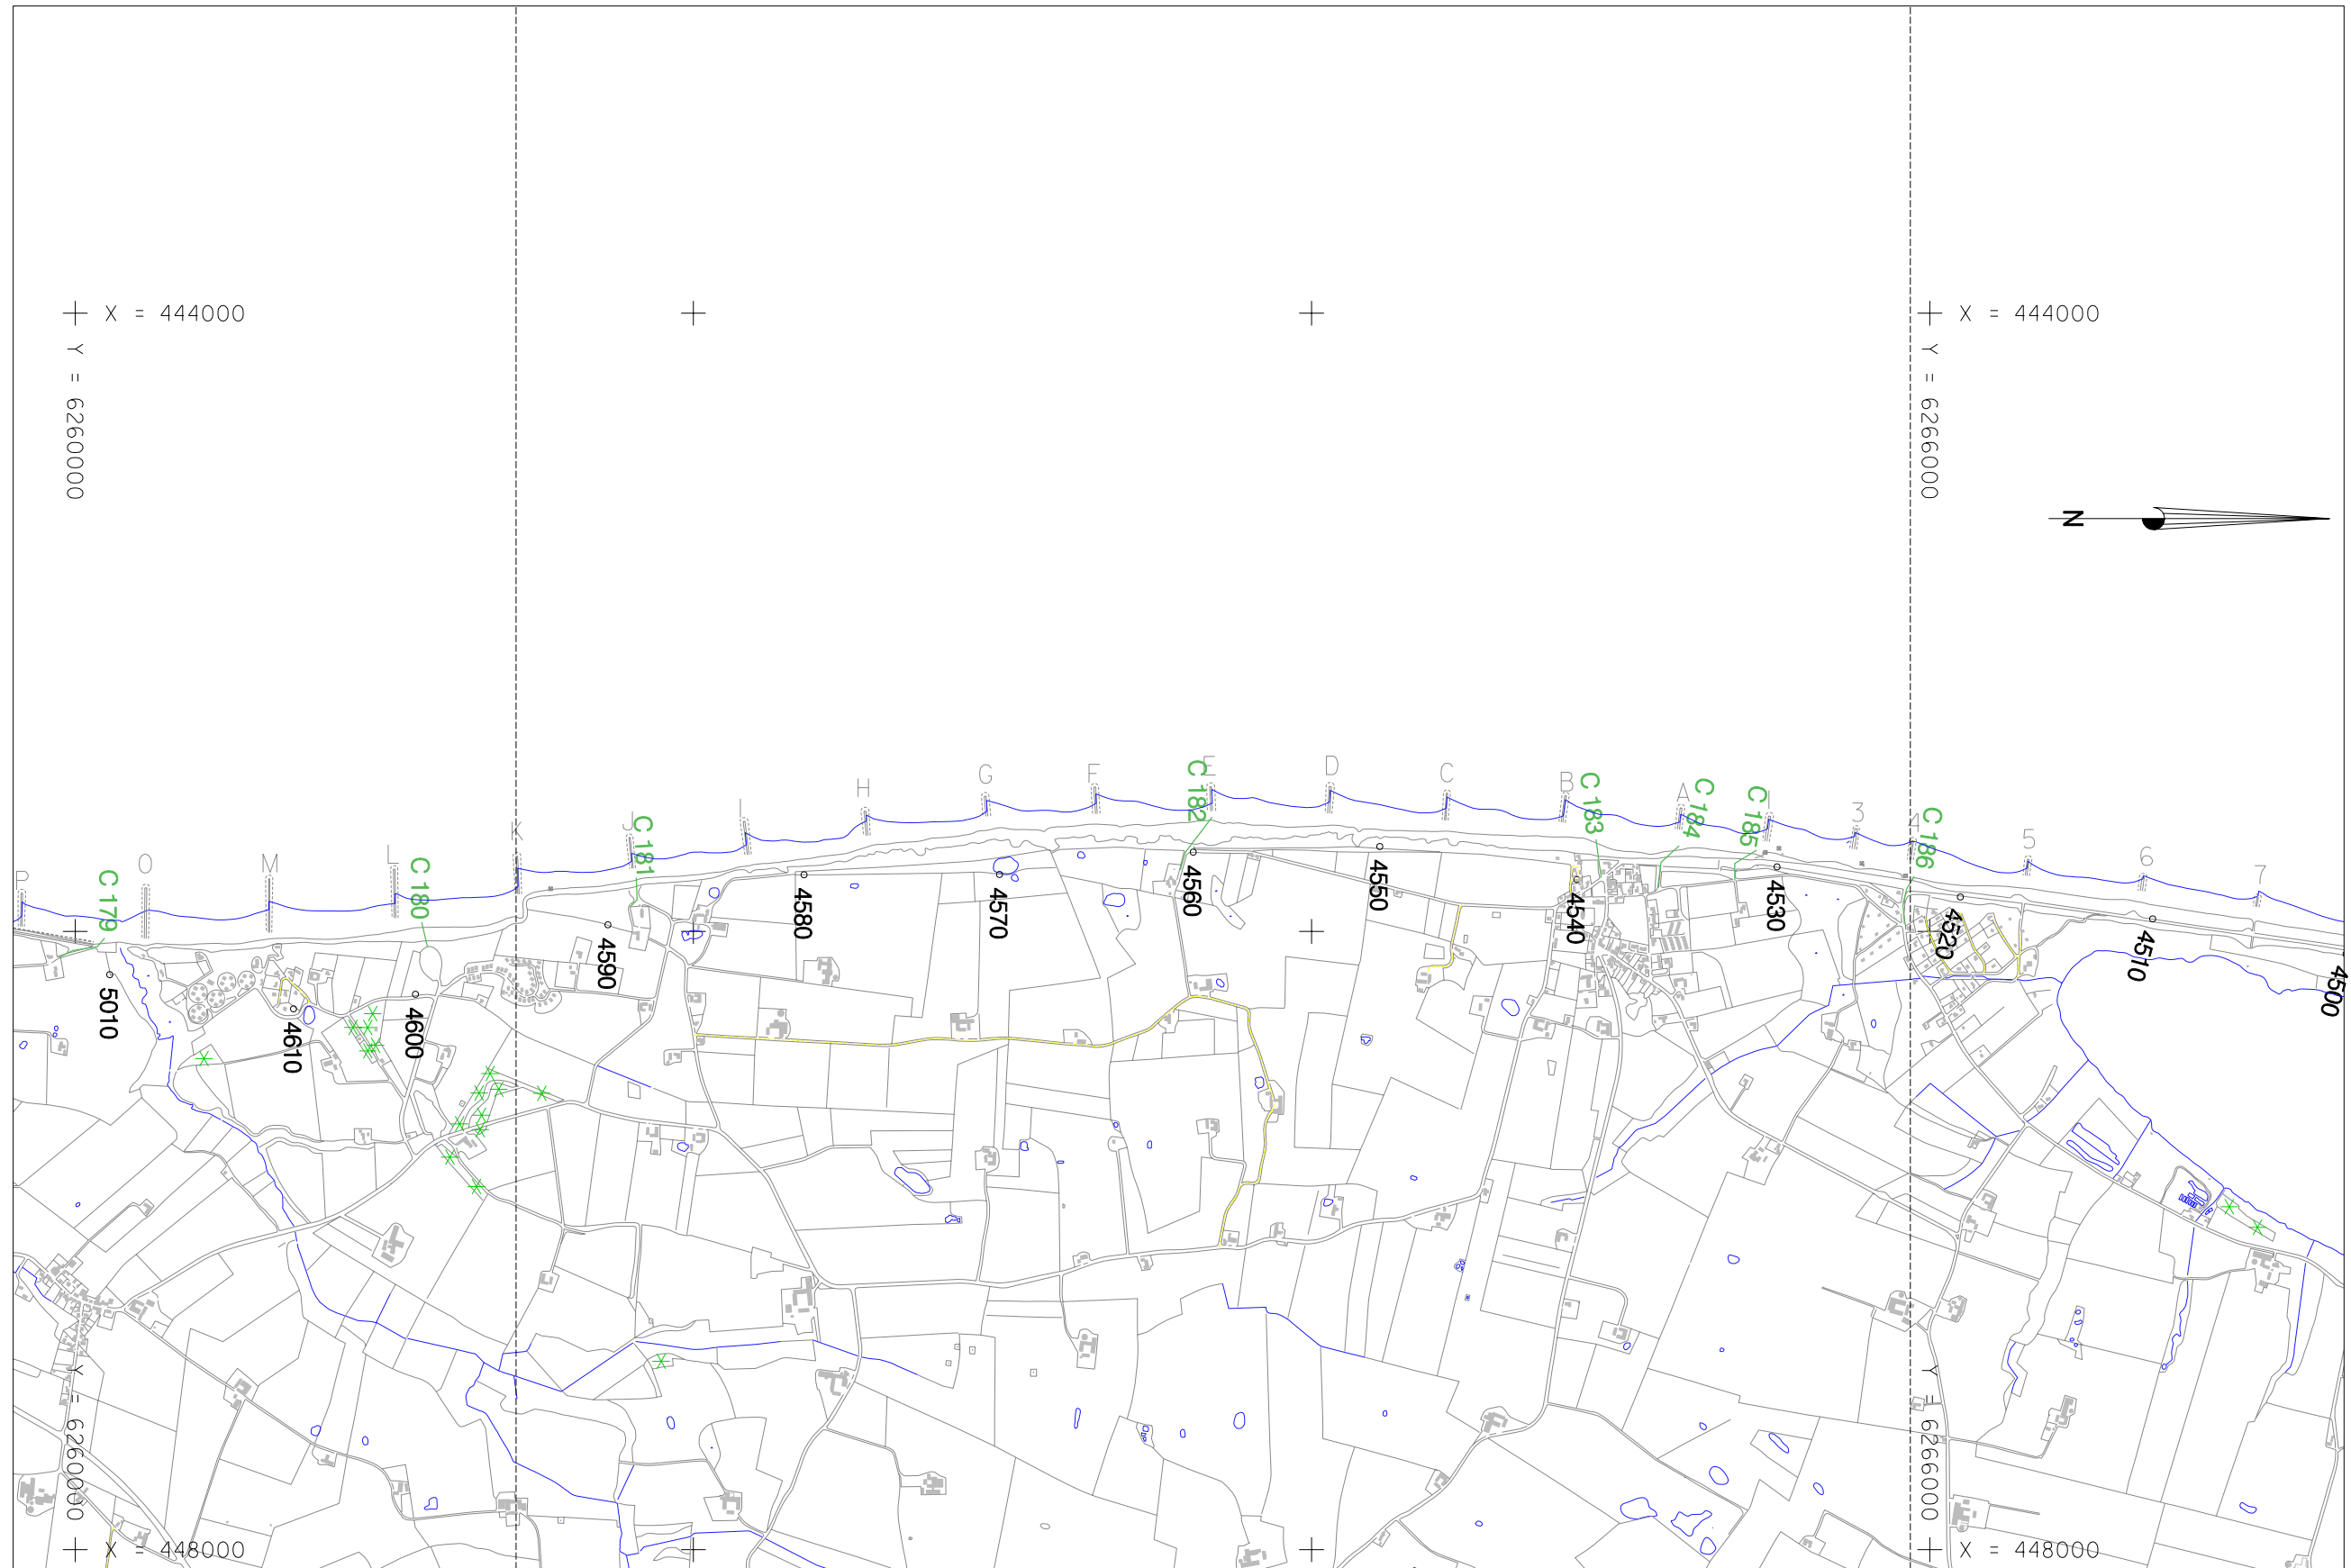 X = 444000
X = 444000
Y = 6260000
Y = 6266000
N
P
O
M
L
K
J
I
H
G
F
E
D
C
B
A
1
3
4
5
6
7
C 179
C 180
C 181
C 182
C 183
C 184
C 185
C 186
5010
4610
4600
4590
4580
4570
4560
4550
4540
4530
4520
4510
4500
Y = 6260000
Y = 6266000
X = 448000
X = 448000